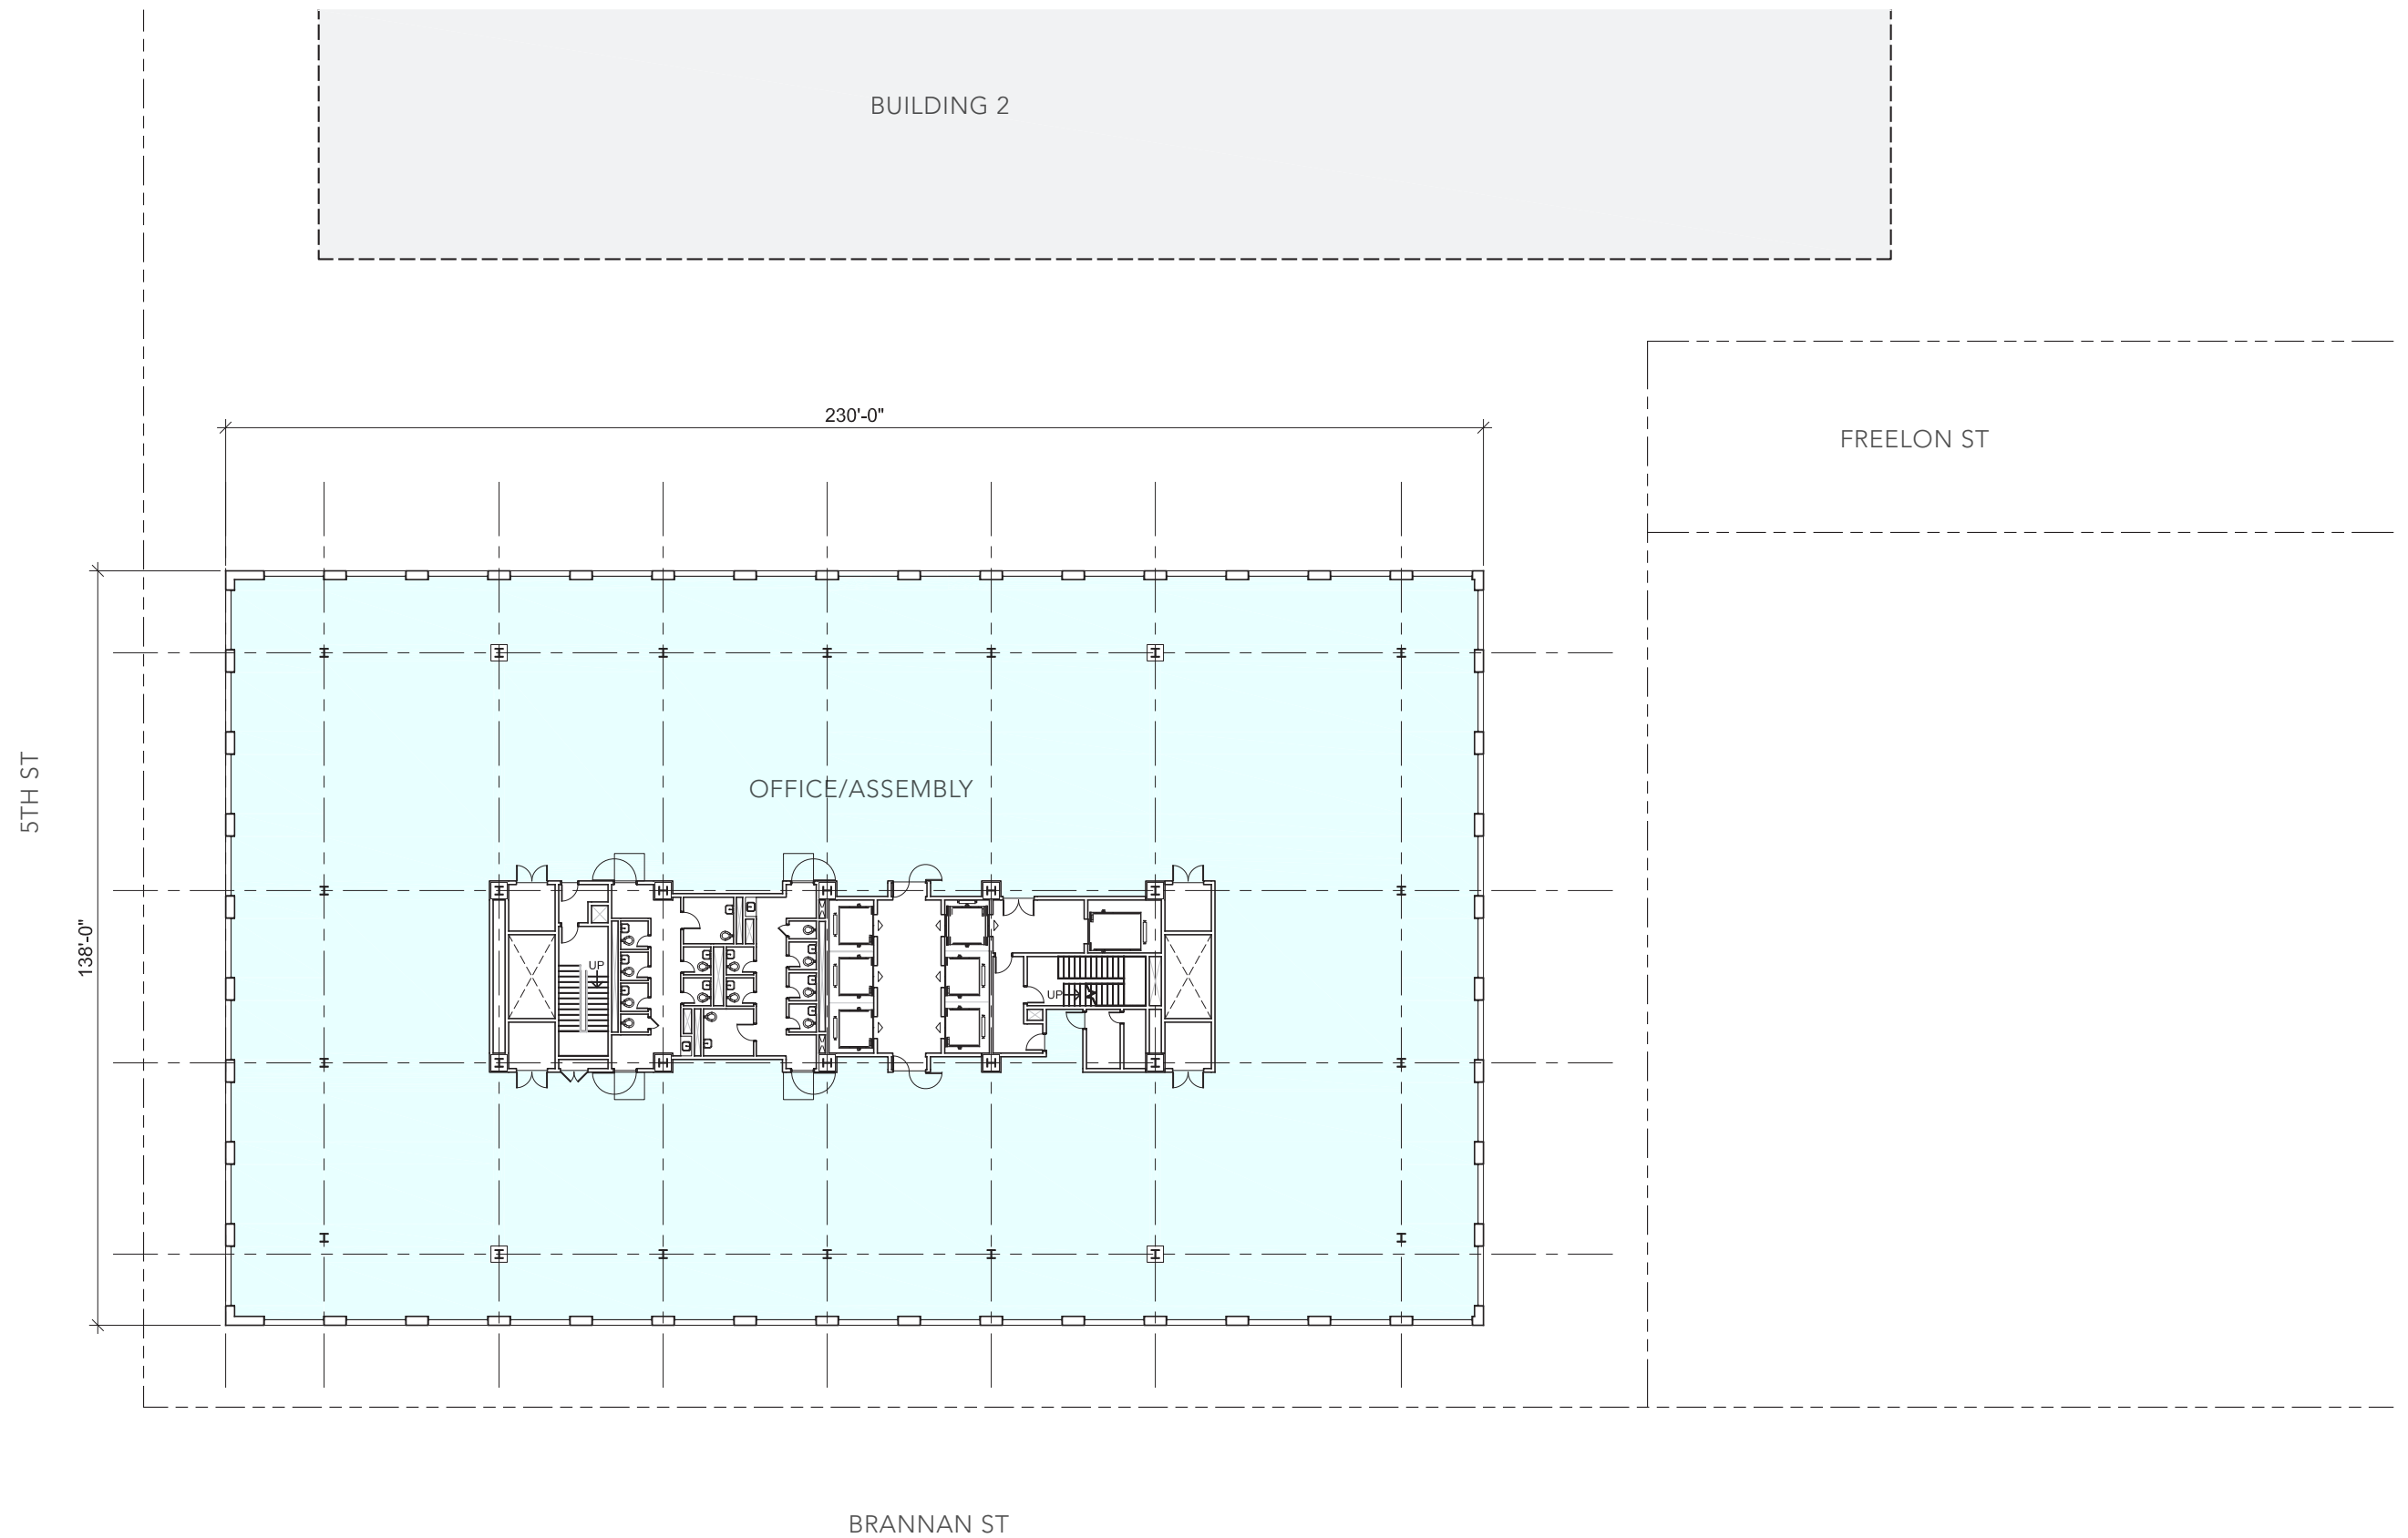 BUILDING 2
230'-0"
FREELON ST
5TH ST
138'-0"
OFFICE/ASSEMBLY
UP
UP
BRANNAN ST